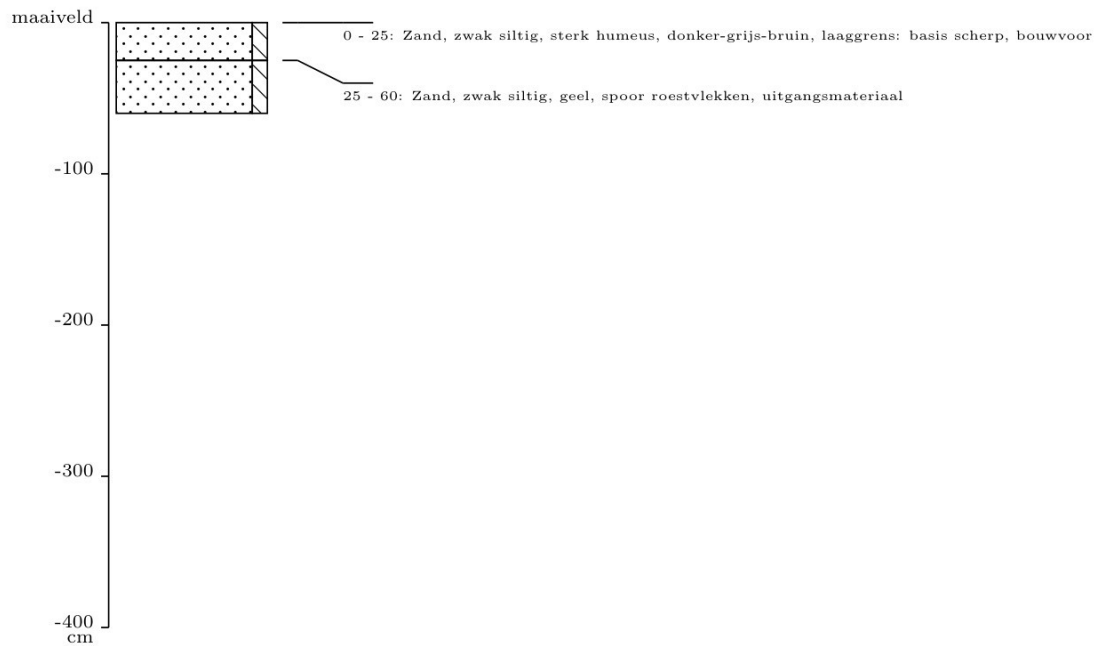 maaiveld
0 - 25: Zand, zwak siltig, sterk humeus, donker-grijs-bruin, laaggrens: basis scherp, bouwvoor
25 - 60: Zand, zwak siltig, geel, spoor roestvlekken, uitgangsmateriaal
-100
-200
-300
-400
cm